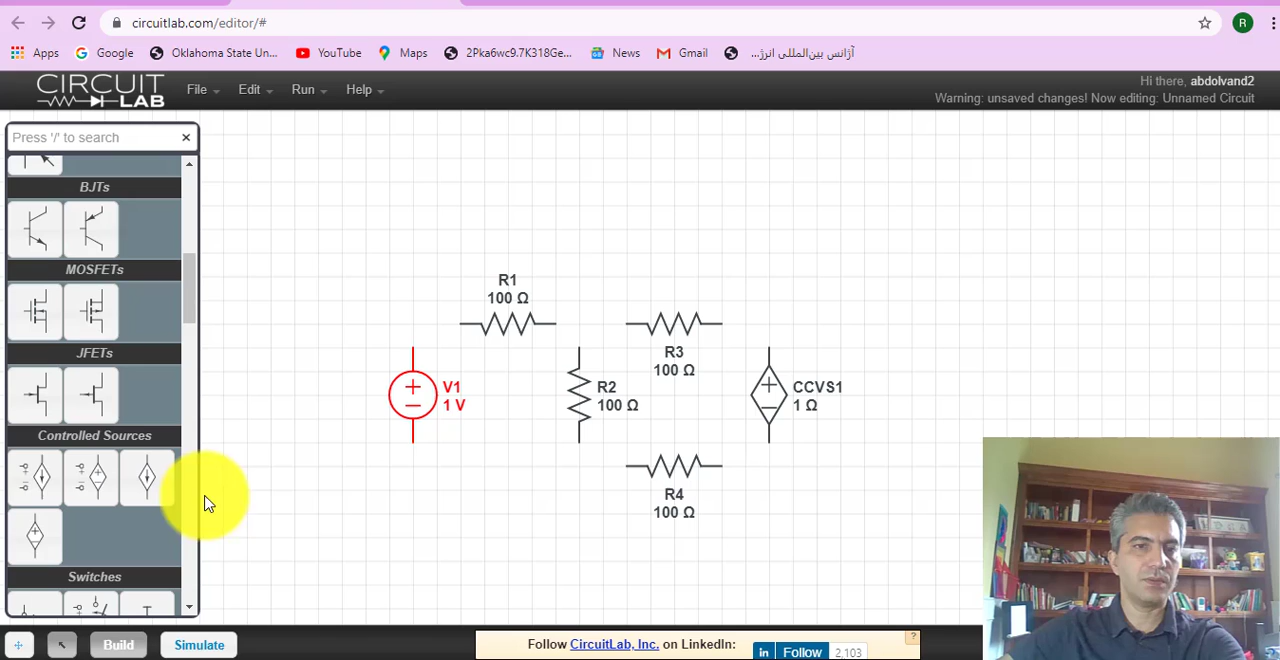 circuitlab.com/editor/#
R
Apps
Google
Oklahoma State Un...
YouTube
Maps
2Pka6wc9.7K318Ge...
News
Gmail
آژانس بین‌المللی انرژ...
CIRCUIT
LAB
File
Edit
Run
Help
Hi there, abdolvand2
Warning: unsaved changes! Now editing: Unnamed Circuit
Press '/' to search
×
BJTs
MOSFETs
JFETs
Controlled Sources
Switches
R1
100 Ω
R3
100 Ω
V1
1 V
R2
100 Ω
CCVS1
1 Ω
R4
100 Ω
Build
Simulate
Follow CircuitLab, Inc. on LinkedIn:
in Follow
2,103
?